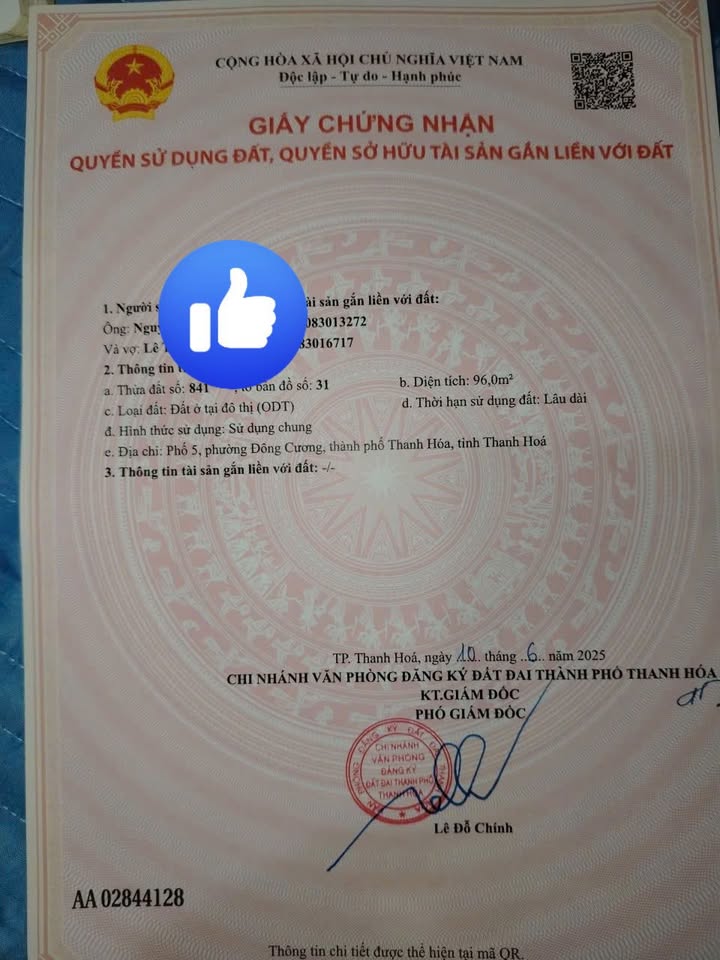 CỘNG HÒA XÃ HỘI CHỦ NGHĨA VIỆT NAM
Độc lập - Tự do - Hạnh phúc
GIẤY CHỨNG NHẬN
QUYỀN SỬ DỤNG ĐẤT, QUYỀN SỞ HỮU TÀI SẢN GẮN LIỀN VỚI ĐẤT
1. Người tài sản gắn liền với đất:
Ông: 083013272
Và vợ: Lê 83016717
2. Thông tin
a. Thửa đất số: 841 tờ bản đồ số: 31 b. Diện tích: 96,0m²
c. Loại đất: Đất ở tại đô thị (ODT) d. Thời hạn sử dụng đất: Lâu dài
đ. Hình thức sử dụng: Sử dụng chung
e. Địa chỉ: Phố 5, phường Đông Cương, thành phố Thanh Hóa, tỉnh Thanh Hoá
3. Thông tin tài sản gắn liền với đất: -/-
TP. Thanh Hoá, ngày 10 tháng 6 năm 2025
CHI NHÁNH VĂN PHÒNG ĐĂNG KÝ ĐẤT ĐAI THÀNH PHỐ THANH HÓA
KT.GIÁM ĐỐC
PHÓ GIÁM ĐỐC
CHI NHÁNH
VĂN PHÒNG
ĐĂNG KÝ
ĐẤT ĐAI THÀNH PHỐ
THANH HÓA
Lê Đỗ Chính
AA 02844128
Thông tin chi tiết được thể hiện tại mã QR.